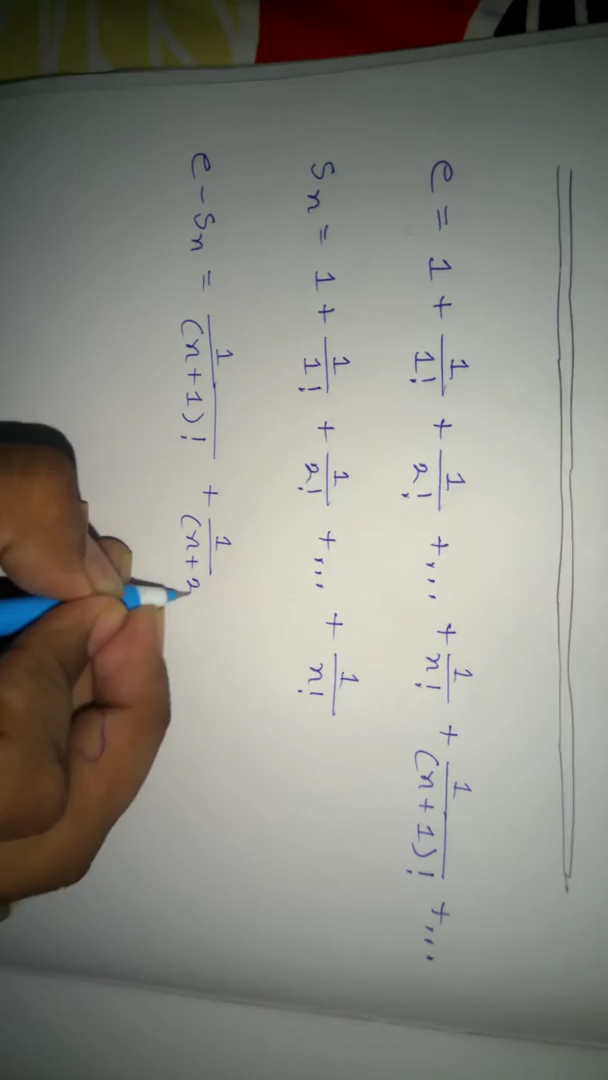 e = 1 + 1/1! + 1/2! + ... + 1/n! + 1/(n+1)! + ...
Sn = 1 + 1/1! + 1/2! + ... + 1/n!
e - Sn = 1/(n+1)! + 1/(n+2